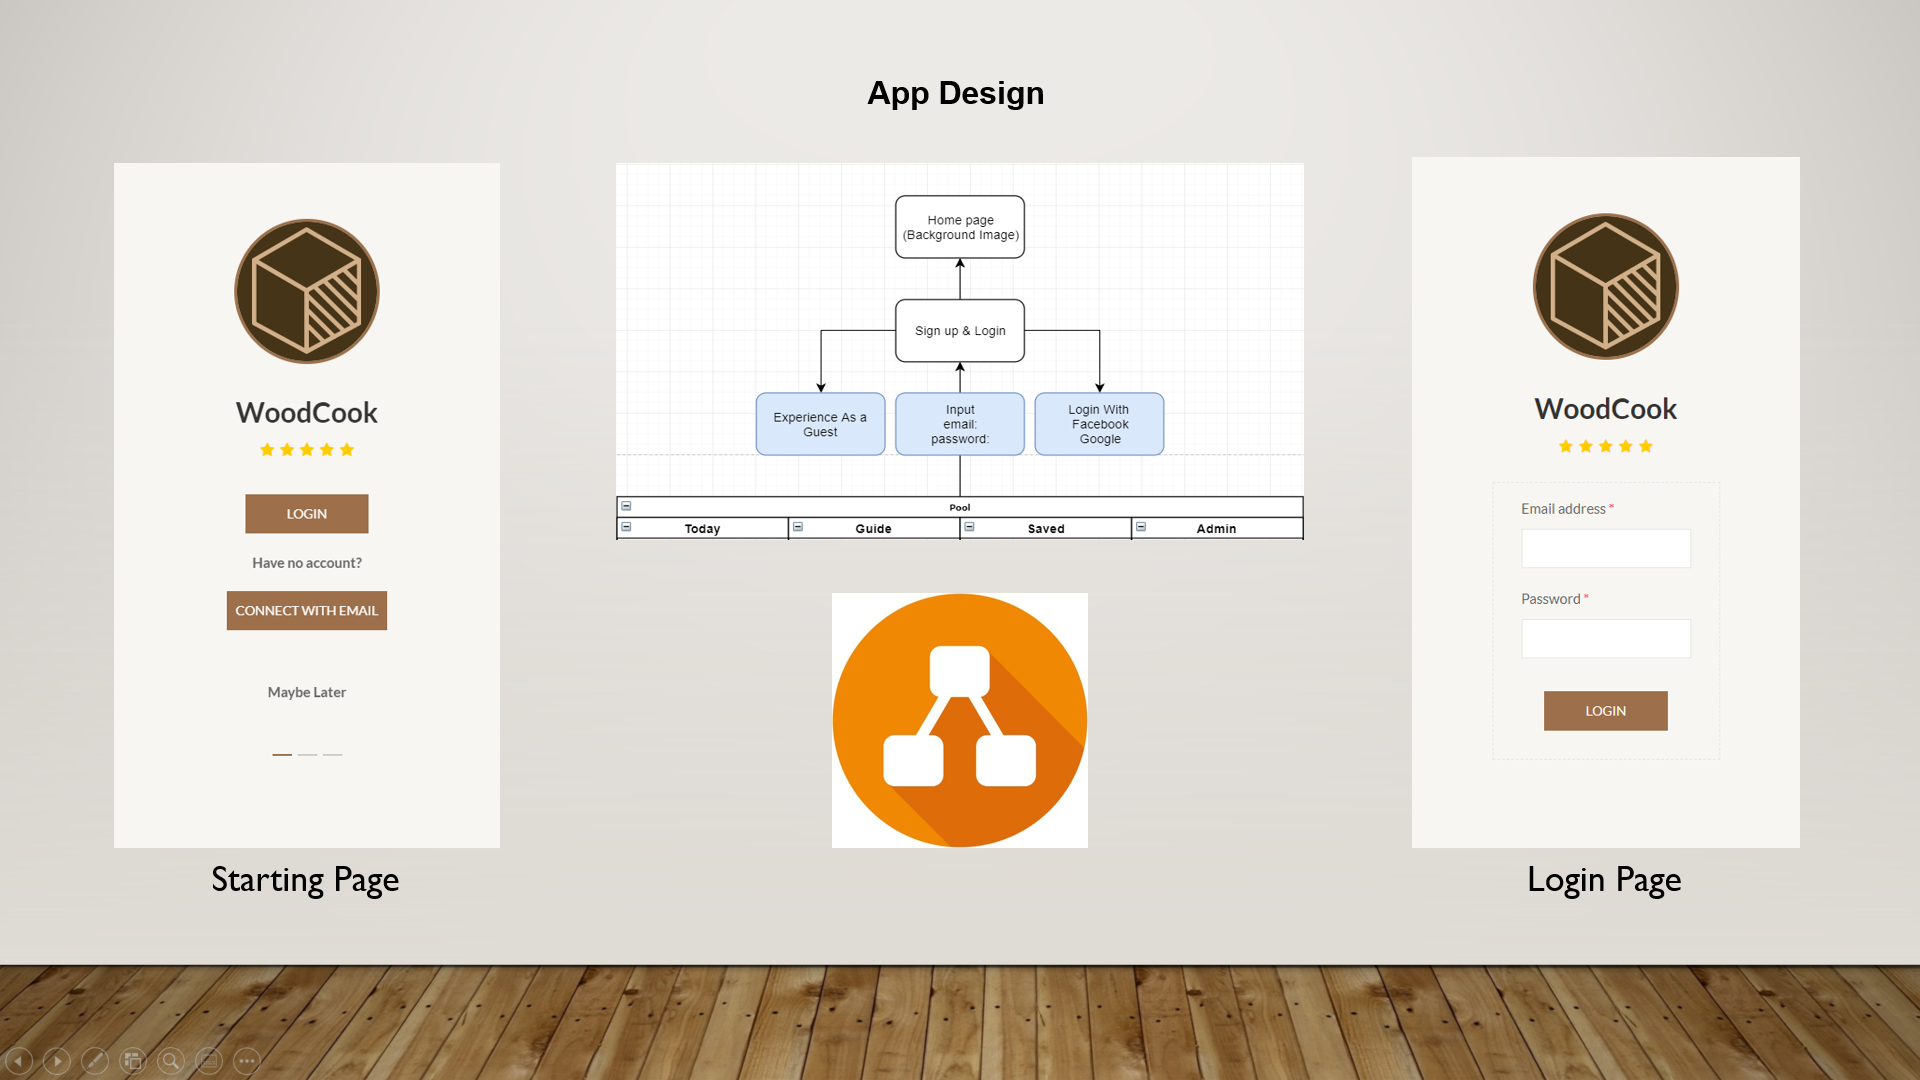 App Design
WoodCook
LOGIN
Have no account?
CONNECT WITH EMAIL
Maybe Later
Starting Page
Home page
(Background Image)
Sign up & Login
Experience As a
Guest
Input
email:
password:
Login With
Facebook
Google
Pool
Today
Guide
Saved
Admin
WoodCook
Email address *
Password *
LOGIN
Login Page